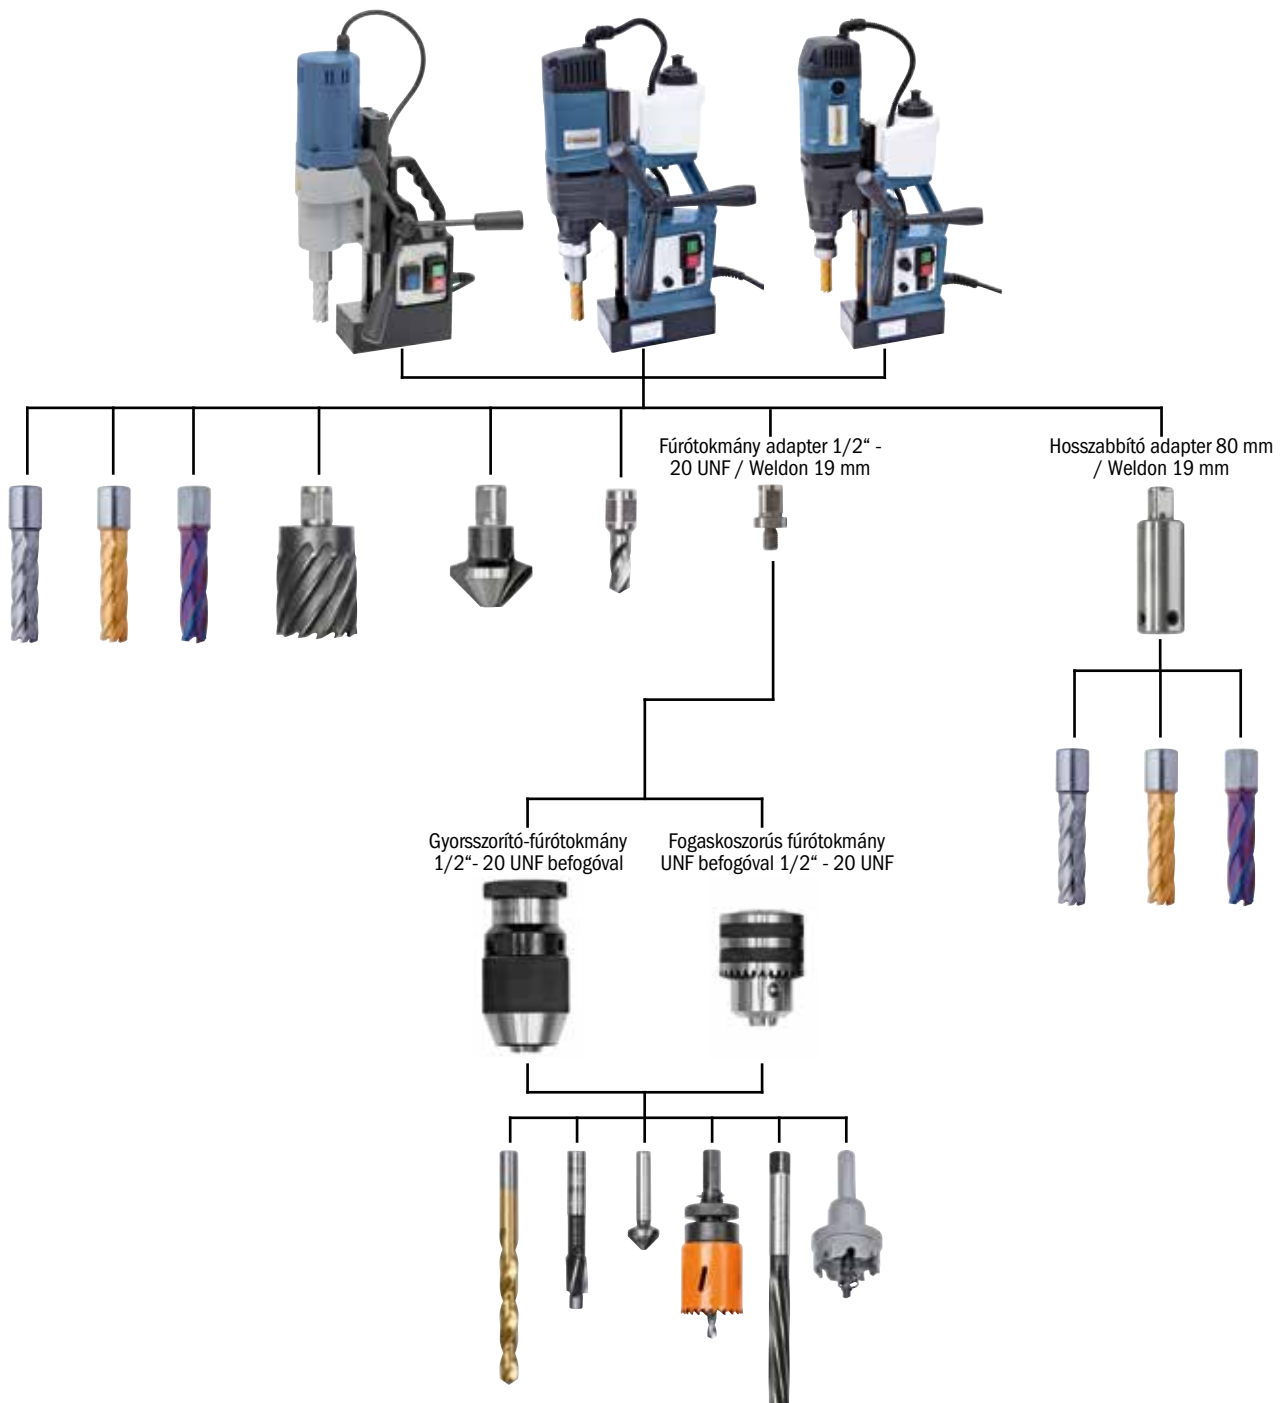 Fúrótokmány adapter 1/2“ -
20 UNF / Weldon 19 mm
Hosszabbító adapter 80 mm
/ Weldon 19 mm
Gyorsszorító-fúrótokmány
1/2“- 20 UNF befogóval
Fogaskoszorús fúrótokmány
UNF befogóval 1/2“ - 20 UNF